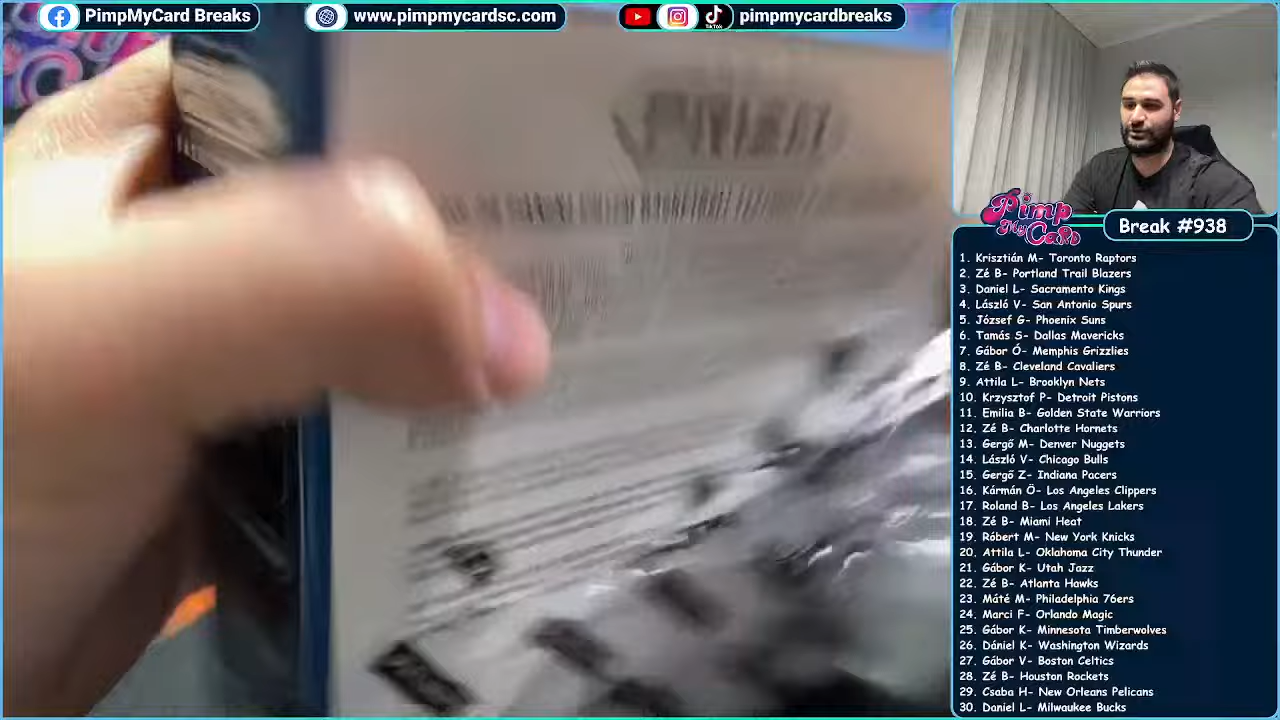 PimpMyCard Breaks
www.pimpmycardsc.com
pimpmycardbreaks
TikTok
Pimp
My Card
Break #938
1. Krisztián M- Toronto Raptors
2. Zé B- Portland Trail Blazers
3. Daniel L- Sacramento Kings
4. László V- San Antonio Spurs
5. József G- Phoenix Suns
6. Tamás S- Dallas Mavericks
7. Gábor Ó- Memphis Grizzlies
8. Zé B- Cleveland Cavaliers
9. Attila L- Brooklyn Nets
10. Krzysztof P- Detroit Pistons
11. Emilia B- Golden State Warriors
12. Zé B- Charlotte Hornets
13. Gergő M- Denver Nuggets
14. László V- Chicago Bulls
15. Gergő Z- Indiana Pacers
16. Kármán Ö- Los Angeles Clippers
17. Roland B- Los Angeles Lakers
18. Zé B- Miami Heat
19. Róbert M- New York Knicks
20. Attila L- Oklahoma City Thunder
21. Gábor K- Utah Jazz
22. Zé B- Atlanta Hawks
23. Máté M- Philadelphia 76ers
24. Marci F- Orlando Magic
25. Gábor K- Minnesota Timberwolves
26. Dániel K- Washington Wizards
27. Gábor V- Boston Celtics
28. Zé B- Houston Rockets
29. Csaba H- New Orleans Pelicans
30. Daniel L- Milwaukee Bucks